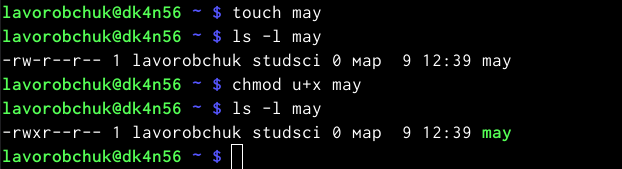 lavorobchuk@dk4n56 ~ $ touch may
lavorobchuk@dk4n56 ~ $ ls -l may
-rw-r--r-- 1 lavorobchuk studsci 0 мар  9 12:39 may
lavorobchuk@dk4n56 ~ $ chmod u+x may
lavorobchuk@dk4n56 ~ $ ls -l may
-rwxr--r-- 1 lavorobchuk studsci 0 мар  9 12:39 may
lavorobchuk@dk4n56 ~ $